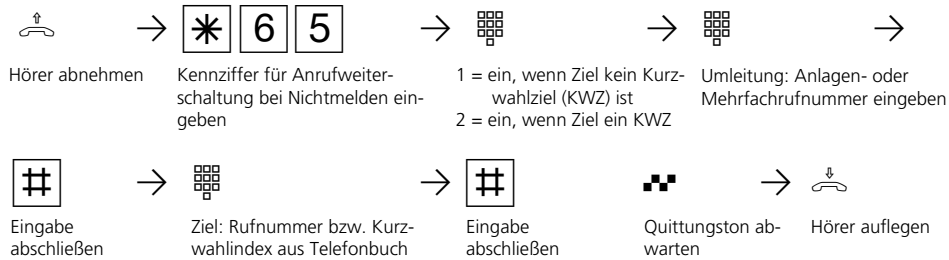 * 6 5
Hörer abnehmen
Kennziffer für Anrufweiter-
schaltung bei Nichtmelden ein-
geben
1 = ein, wenn Ziel kein Kurz-
wahlziel (KWZ) ist
2 = ein, wenn Ziel ein KWZ
Umleitung: Anlagen- oder
Mehrfachrufnummer eingeben
#
Eingabe
abschließen
Ziel: Rufnummer bzw. Kurz-
wahlindex aus Telefonbuch
#
Eingabe
abschließen
Quittungston ab-
warten
Hörer auflegen